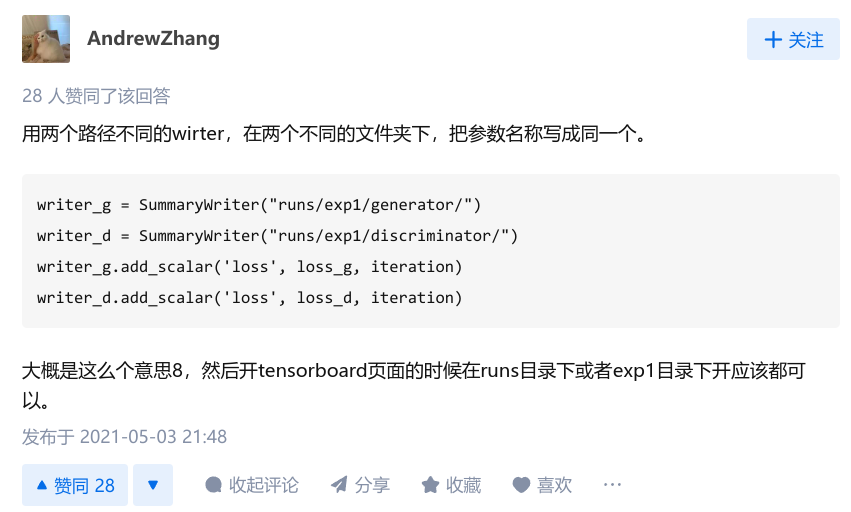 AndrewZhang
关注
28 人赞同了该回答
用两个路径不同的wirter，在两个不同的文件夹下，把参数名称写成同一个。
writer_g = SummaryWriter("runs/exp1/generator/")
writer_d = SummaryWriter("runs/exp1/discriminator/")
writer_g.add_scalar('loss', loss_g, iteration)
writer_d.add_scalar('loss', loss_d, iteration)
大概是这么个意思8，然后开tensorboard页面的时候在runs目录下或者exp1目录下开应该都可
以。
发布于 2021-05-03 21:48
赞同 28 收起评论 分享 收藏 喜欢 ···